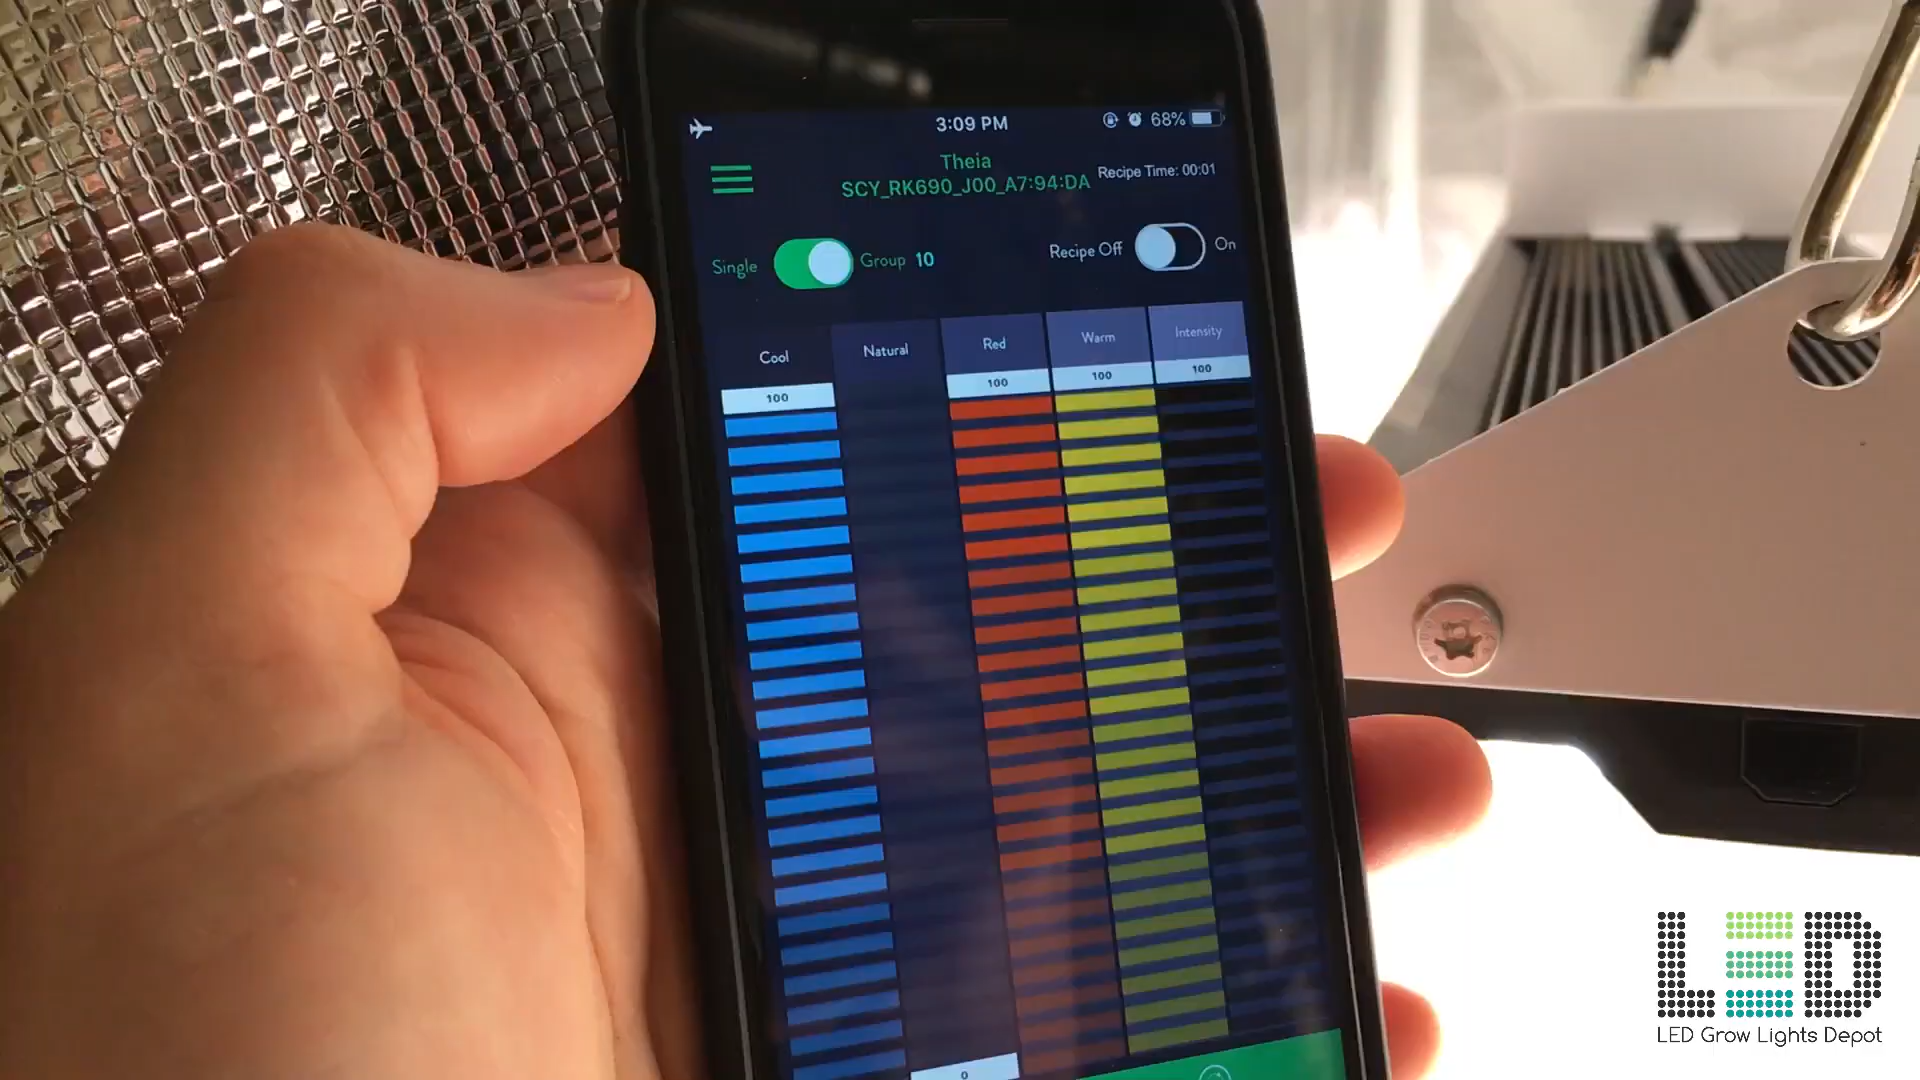 3:09 PM
68%
Theia
SCY_RK690_J00_A7:94:DA
Recipe Time: 00:01
Single
Group 10
Recipe Off
On
Cool
Natural
Red
Warm
Intensity
100
100
100
100
0
LED
LED Grow Lights Depot